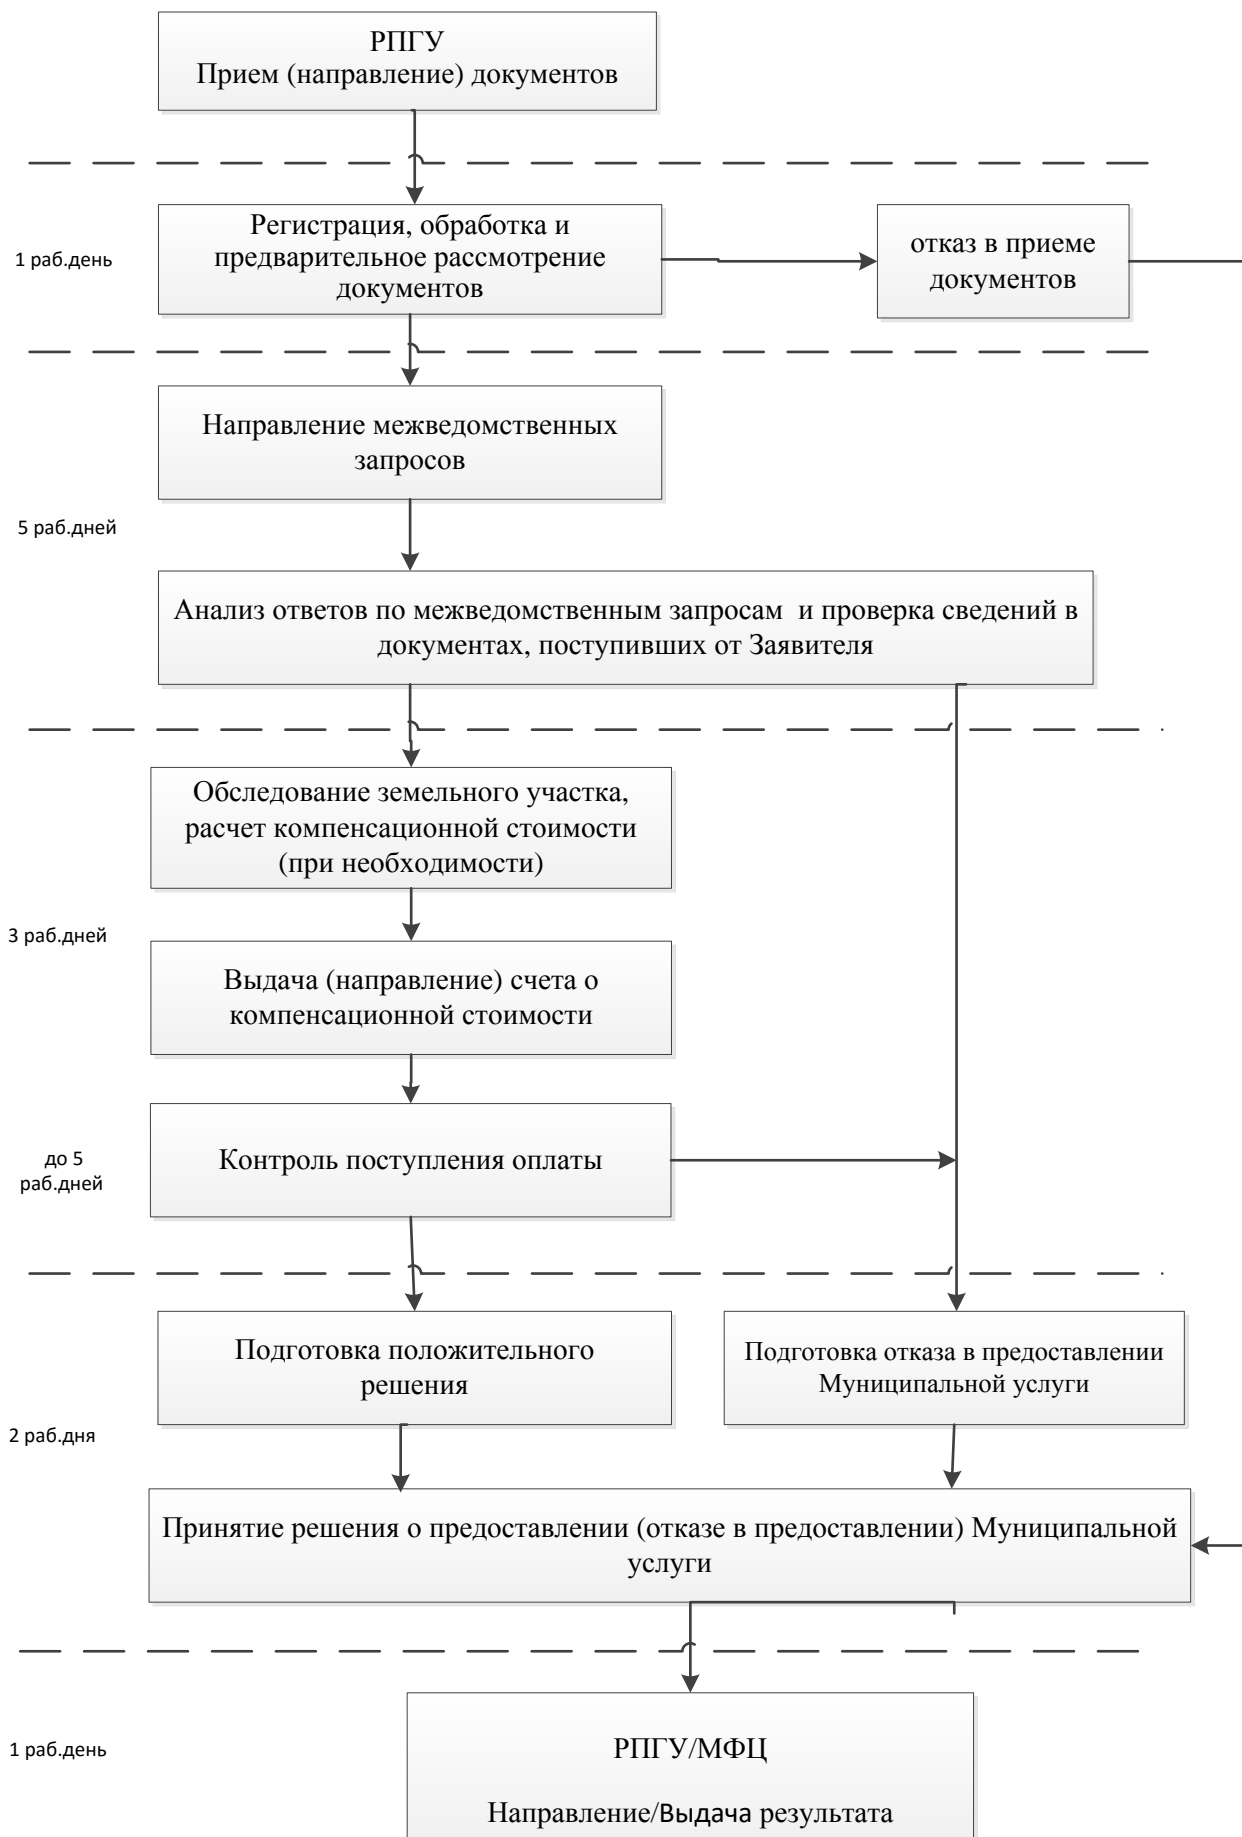 РПГУ
Прием (направление) документов
1 раб.день
Регистрация, обработка и
предварительное рассмотрение
документов
отказ в приеме
документов
Направление межведомственных
запросов
5 раб.дней
Анализ ответов по межведомственным запросам  и проверка сведений в
документах, поступивших от Заявителя
Обследование земельного участка,
расчет компенсационной стоимости
(при необходимости)
3 раб.дней
Выдача (направление) счета о
компенсационной стоимости
до 5
раб.дней
Контроль поступления оплаты
Подготовка положительного
решения
Подготовка отказа в предоставлении
Муниципальной услуги
2 раб.дня
Принятие решения о предоставлении (отказе в предоставлении) Муниципальной
услуги
1 раб.день
РПГУ/МФЦ
Направление/Выдача результата